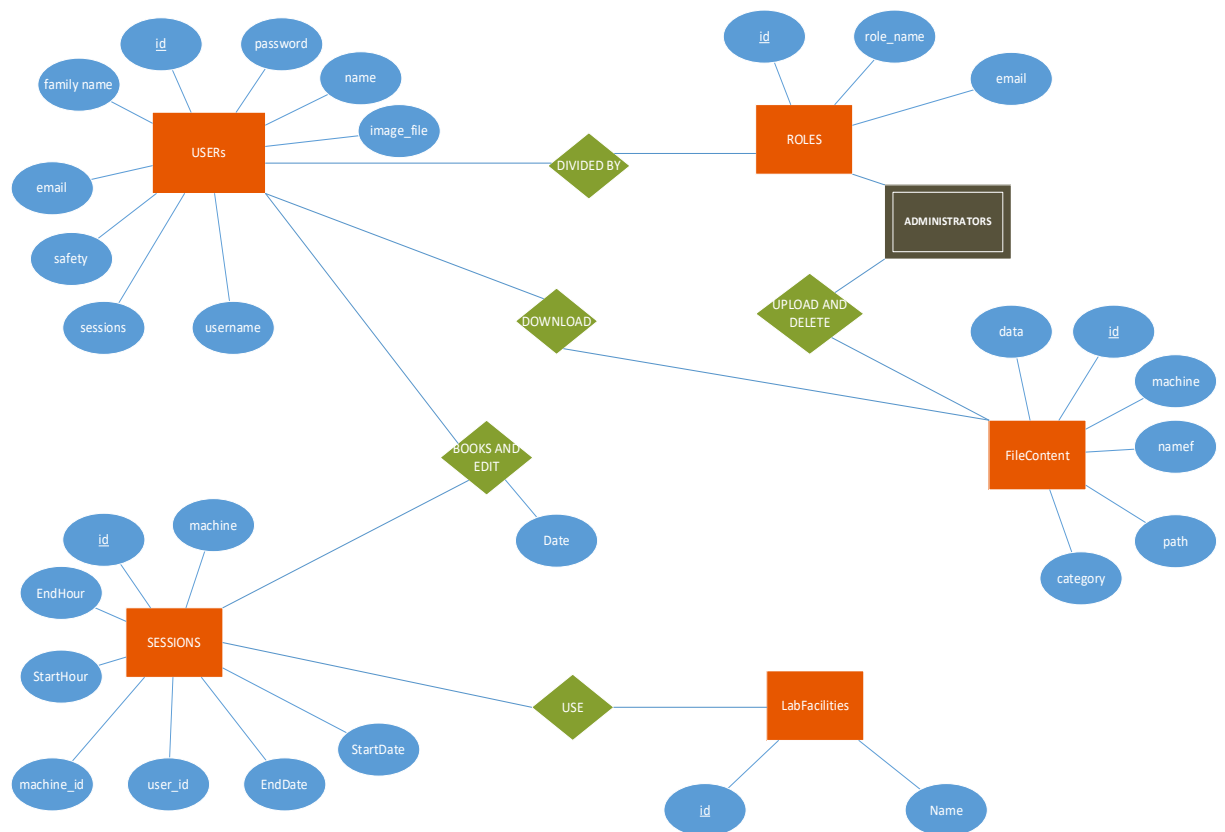 id
password
role_name
id
family name
name
email
image_file
USERs
ROLES
DIVIDED BY
email
ADMINISTRATORS
safety
UPLOAD AND
DELETE
sessions
username
DOWNLOAD
data
id
machine
namef
FileContent
BOOKS AND
EDIT
machine
id
Date
path
category
EndHour
SESSIONS
StartHour
USE
LabFacilities
StartDate
machine_id
user_id
EndDate
id
Name